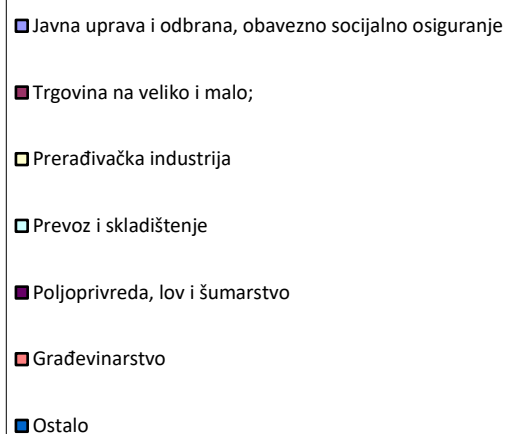 Javna uprava i odbrana, obavezno socijalno osiguranje
Trgovina na veliko i malo;
Prerađivačka industrija
Prevoz i skladištenje
Poljoprivreda, lov i šumarstvo
Građevinarstvo
Ostalo